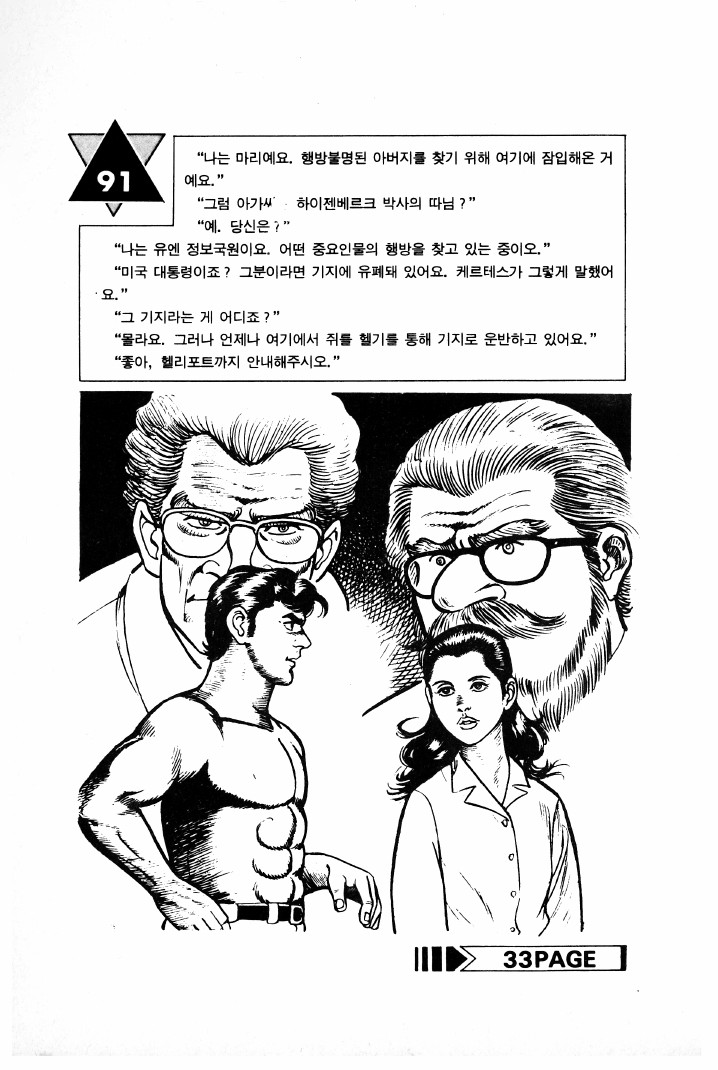 91
“나는 마리예요. 행방불명된 아버지를 찾기 위해 여기에 잠입해온 거
예요.”
“그럼 아가씨 하이젠베르크 박사의 따님?”
“예. 당신은?”
“나는 유엔 정보국원이요. 어떤 중요인물의 행방을 찾고 있는 중이오.”
“미국 대통령이죠? 그분이라면 기지에 유폐돼 있어요. 케르테스가 그렇게 말했어
요.”
“그 기지라는 게 어디죠?”
“몰라요. 그러나 언제나 여기에서 쥐를 헬기를 통해 기지로 운반하고 있어요.”
“좋아, 헬리포트까지 안내해주시오.”
33PAGE